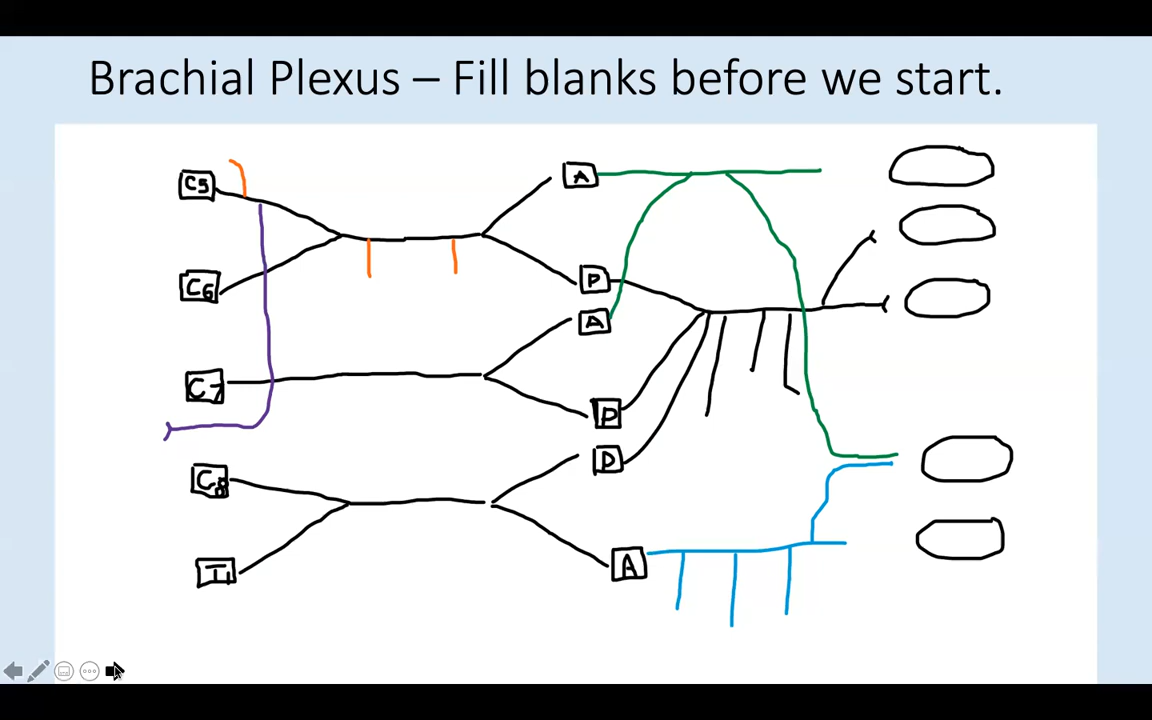 Brachial Plexus – Fill blanks before we start.
C5
A
C6
P
A
C7
P
C8
D
T1
A